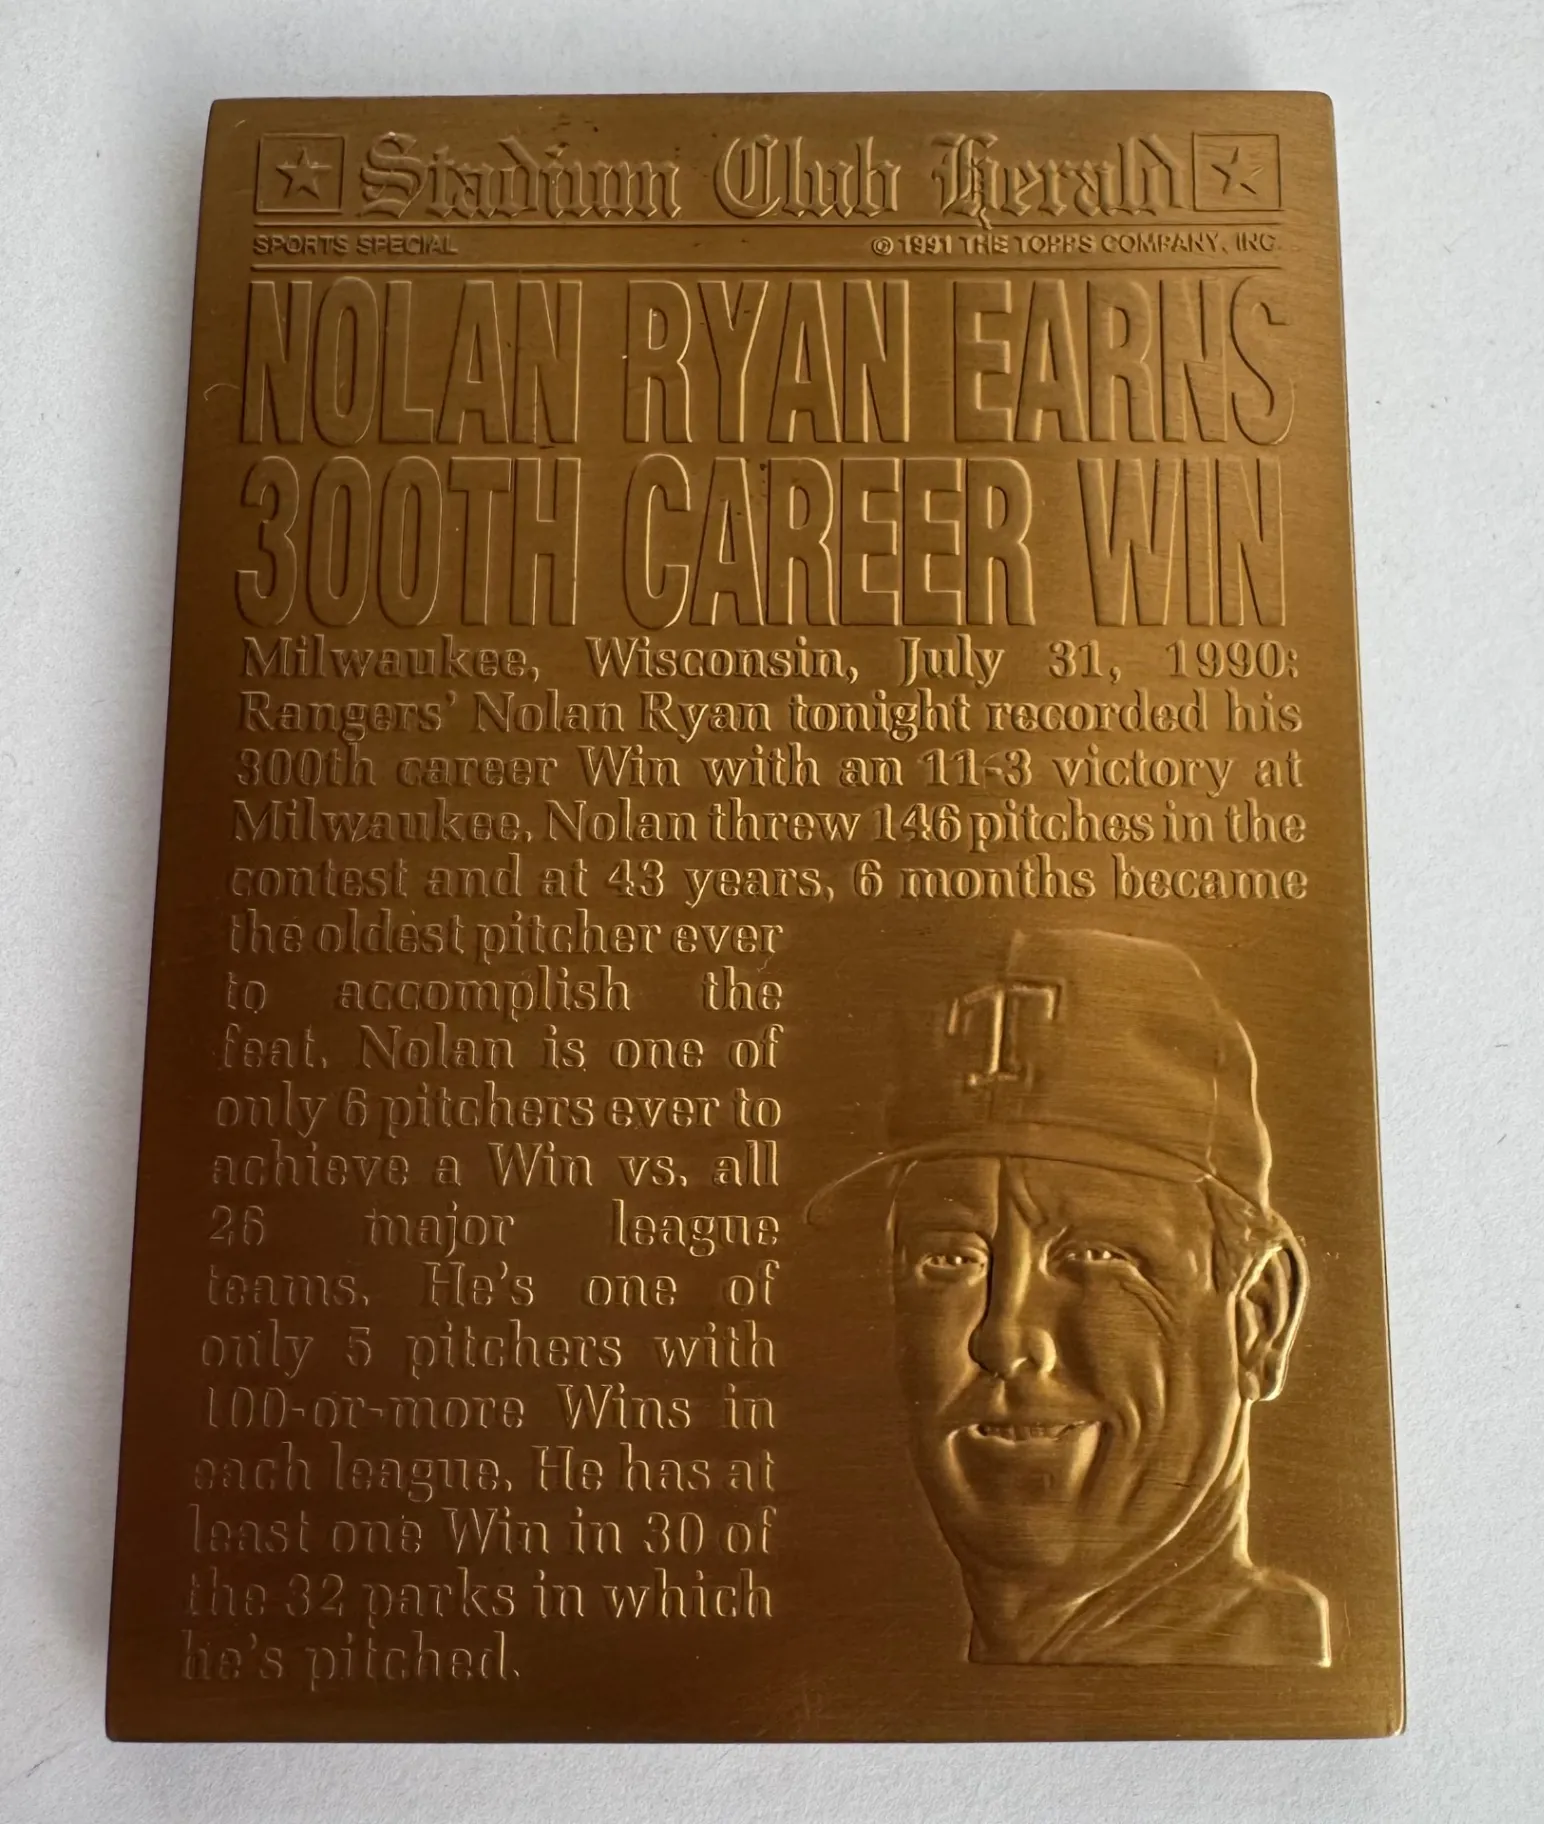 Stadium Club Herald
SPORTS SPECIAL © 1991 THE TOPPS COMPANY, INC.
NOLAN RYAN EARNS
300TH CAREER WIN
Milwaukee, Wisconsin, July 31, 1990:
Rangers' Nolan Ryan tonight recorded his
300th career Win with an 11-3 victory at
Milwaukee. Nolan threw 146 pitches in the
contest and at 43 years, 6 months became
the oldest pitcher ever
to accomplish the
feat. Nolan is one of
only 6 pitchers ever to
achieve a Win vs. all
26 major league
teams. He's one of
only 5 pitchers with
100-or-more Wins in
each league. He has at
least one Win in 30 of
the 32 parks in which
he's pitched.
T